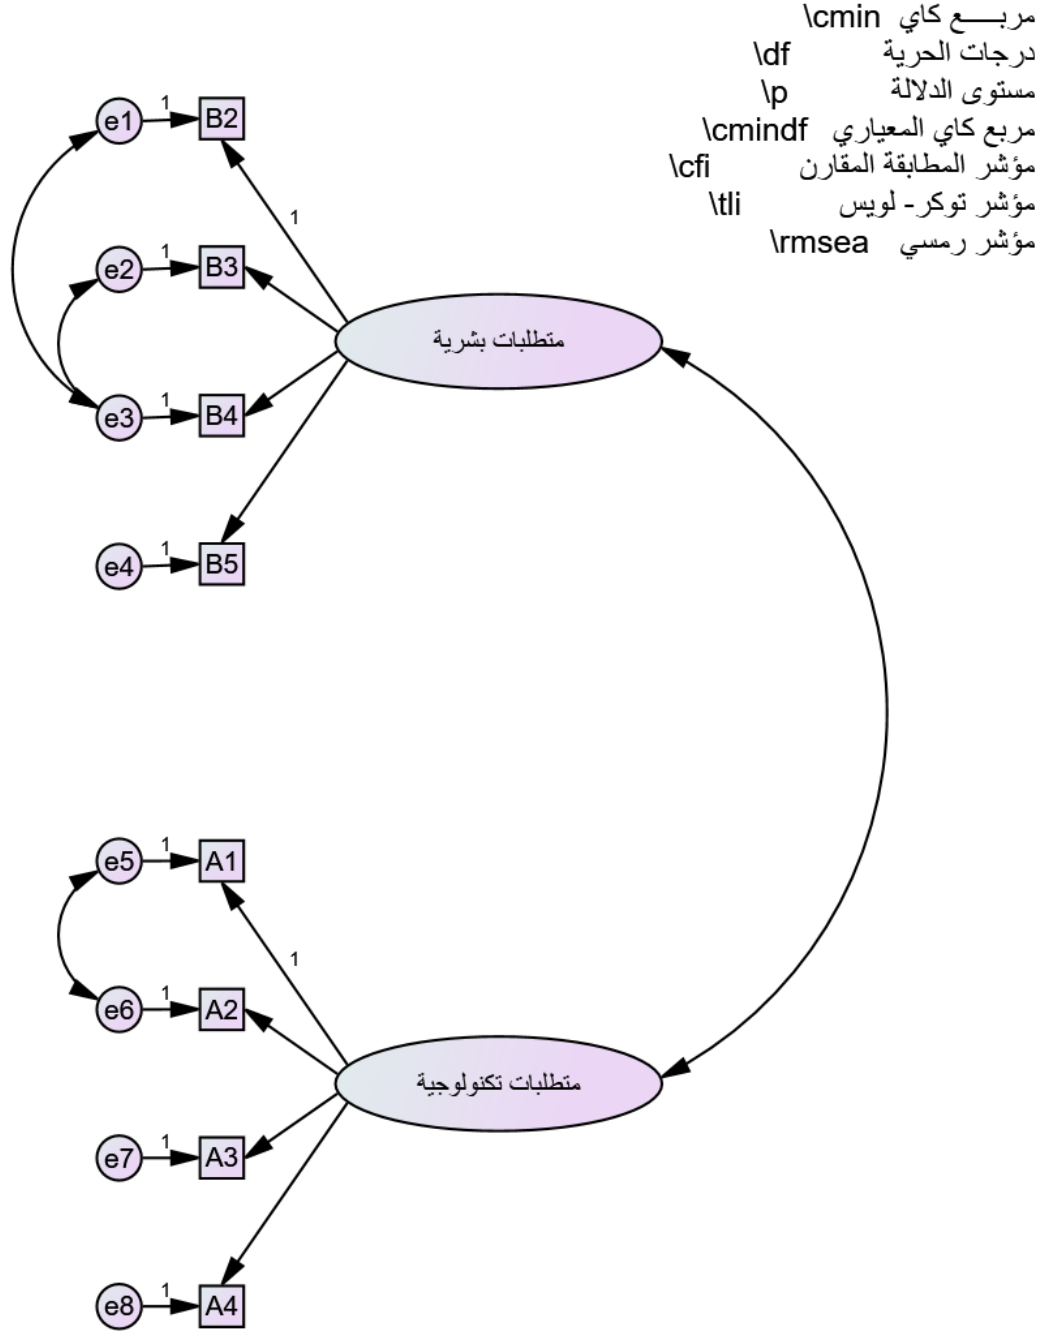 مربـــــع كاي \cmin
درجات الحرية \df
مستوى الدلالة \p
مربع كاي المعياري \cmindf
مؤشر المطابقة المقارن \cfi
مؤشر توكر- لويس \tli
مؤشر رمسي \rmsea
e1 1 B2
1
e2 1 B3
متطلبات بشرية
e3 1 B4
e4 1 B5
e5 1 A1
1
e6 1 A2
متطلبات تكنولوجية
e7 1 A3
e8 1 A4